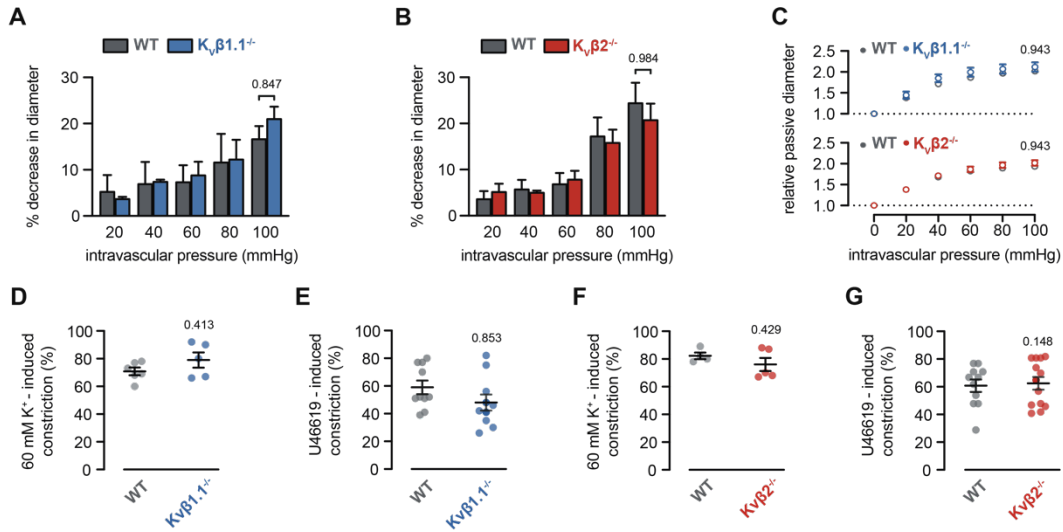 A
WT Kᵥβ1.1⁻/⁻
% decrease in diameter
30
20
10
0
0.847
20 40 60 80 100
intravascular pressure (mmHg)
B
WT Kᵥβ2⁻/⁻
% decrease in diameter
30
20
10
0
0.984
20 40 60 80 100
intravascular pressure (mmHg)
C
relative passive diameter
WT Kᵥβ1.1⁻/⁻
0.943
2.5
2.0
1.5
1.0
WT Kᵥβ2⁻/⁻
0.943
2.5
2.0
1.5
1.0
0 20 40 60 80 100
intravascular pressure (mmHg)
D
60 mM K⁺ - induced
constriction (%)
100
80
60
40
20
0
0.413
WT
Kvβ1.1⁻/⁻
E
U46619 - induced
constriction (%)
100
80
60
40
20
0
0.853
WT
Kvβ1.1⁻/⁻
F
60 mM K⁺ - induced
constriction (%)
100
80
60
40
20
0
0.429
WT
Kvβ2⁻/⁻
G
U46619 - induced
constriction (%)
100
80
60
40
20
0
0.148
WT
Kvβ2⁻/⁻